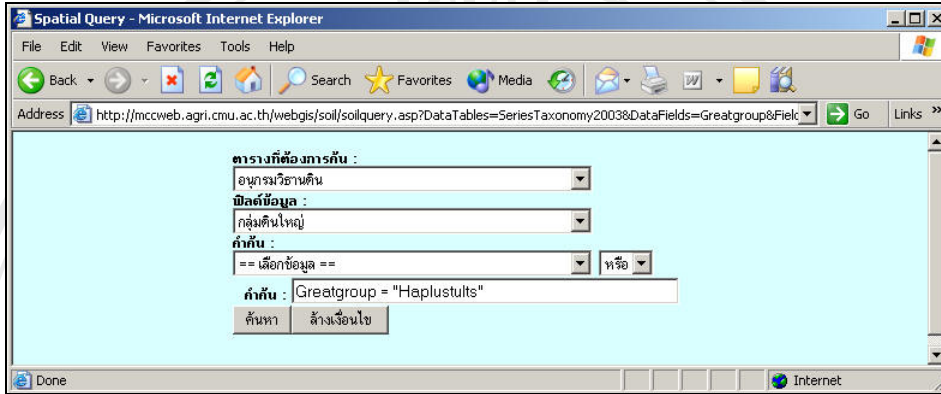 Spatial Query - Microsoft Internet Explorer
File Edit View Favorites Tools Help
Back Search Favorites Media
Address http://mccweb.agri.cmu.ac.th/webgis/soil/soilquery.asp?DataTables=SeriesTaxonomy2003&DataFields=Greatgroup&Fielc Go Links »
ตารางที่ต้องการค้น :
อนุกรมวิธานดิน
ฟิลด์ข้อมูล :
กลุ่มดินใหญ่
คำค้น :
== เลือกข้อมูล == หรือ
คำค้น : Greatgroup = "Haplustults"
ค้นหา ล้างเงื่อนไข
Done Internet